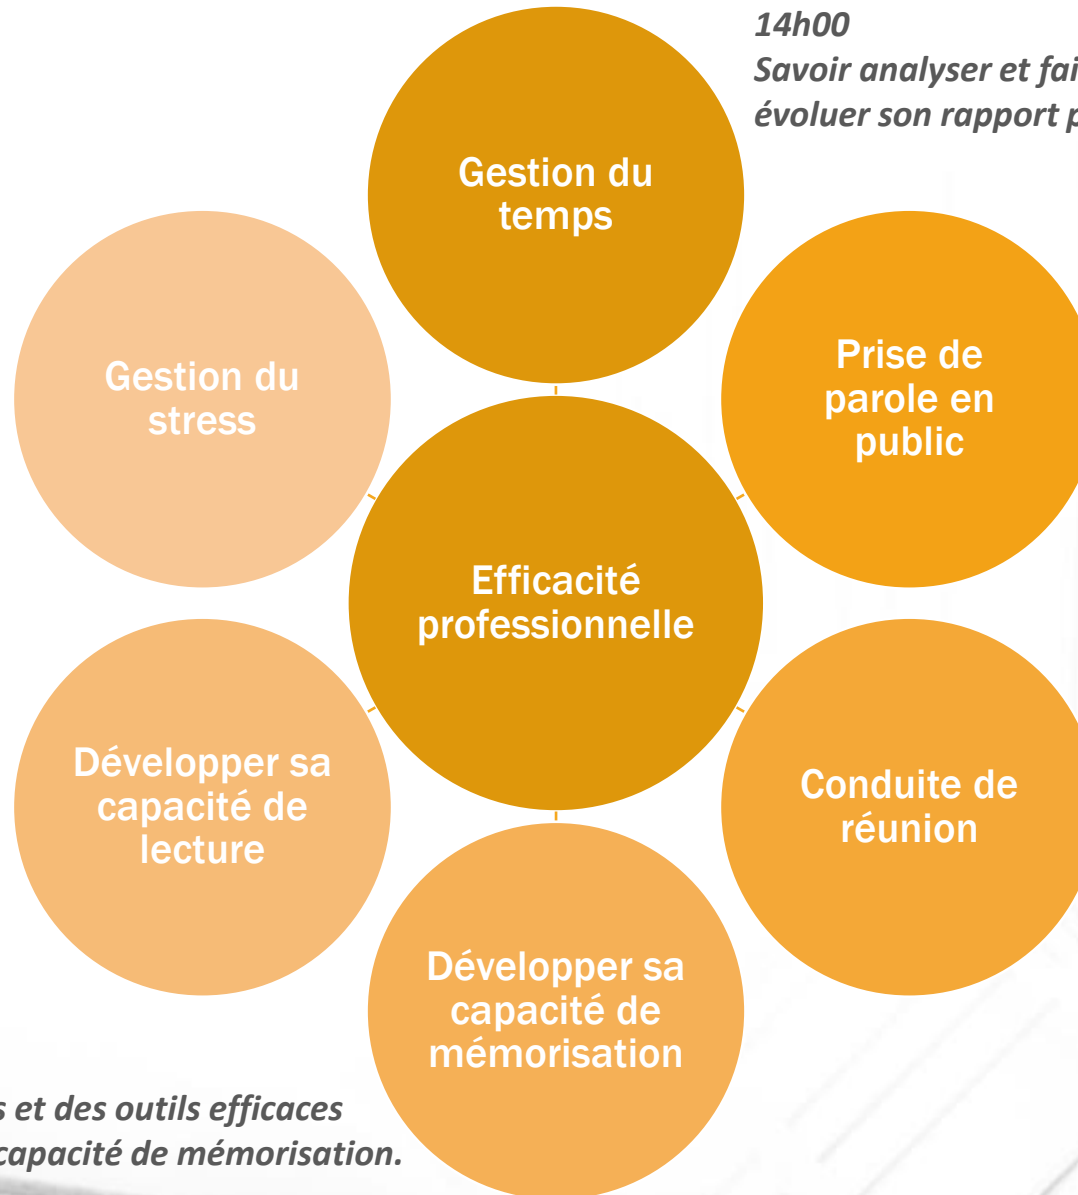 14h00
Savoir analyser et fai
évoluer son rapport p
Gestion du
temps
Gestion du
stress
Prise de
parole en
public
Efficacité
professionnelle
Développer sa
capacité de
lecture
Conduite de
réunion
Développer sa
capacité de
mémorisation
s et des outils efficaces
capacité de mémorisation.